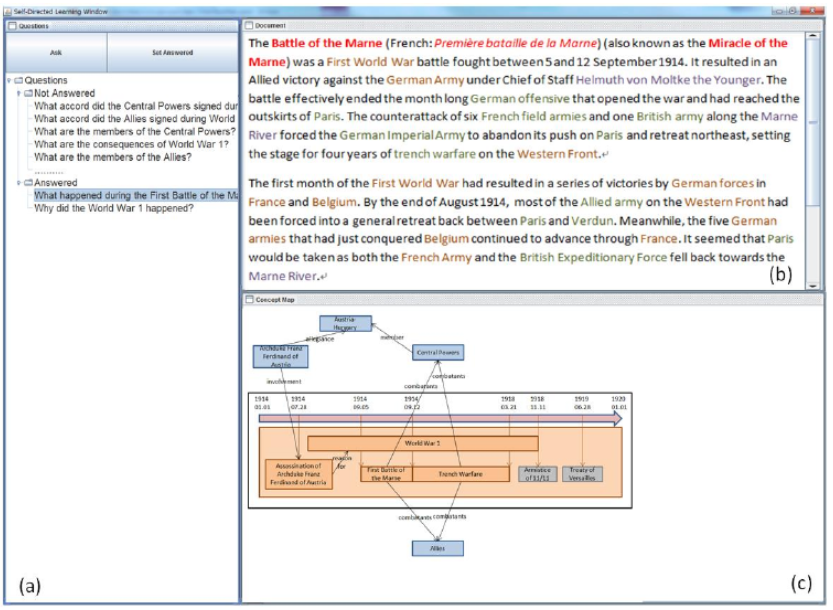 Self-Directed Learning Window
Questions
Ask Set Answered
Questions
Not Answered
What accord did the Central Powers signed dur
What accord did the Allies signed during World
What are the members of the Central Powers?
What are the consequences of World War 1?
What are the members of the Allies?
..........
Answered
What happened during the First Battle of the Ma
Why did the World War 1 happened?
(a)
Document
The Battle of the Marne (French: Première bataille de la Marne) (also known as the Miracle of the
Marne) was a First World War battle fought between 5 and 12 September 1914. It resulted in an
Allied victory against the German Army under Chief of Staff Helmuth von Moltke the Younger. The
battle effectively ended the month long German offensive that opened the war and had reached the
outskirts of Paris. The counterattack of six French field armies and one British army along the Marne
River forced the German Imperial Army to abandon its push on Paris and retreat northeast, setting
the stage for four years of trench warfare on the Western Front.↵
The first month of the First World War had resulted in a series of victories by German forces in
France and Belgium. By the end of August 1914, most of the Allied army on the Western Front had
been forced into a general retreat back between Paris and Verdun. Meanwhile, the five German
armies that had just conquered Belgium continued to advance through France. It seemed that Paris
would be taken as both the French Army and the British Expeditionary Force fell back towards the
Marne River.↵
(b)
Concept Map
Austria-
Hungary
allegiance
member
Archduke Franz
Ferdinand of
Austria
Central Powers
involvement
combatants
combatants
1914 1914 1914 1914 1918 1918 1919 1920
01.01 07.28 09.05 09.12 03.21 11.11 06.28 01.01
World War 1
reason
for
Assassination of
Archduke Franz
Ferdinand of Austria
First Battle of
the Marne
Trench Warfare
Armistice
of 11/11
Treaty of
Versailles
combatants combatants
Allies
(c)